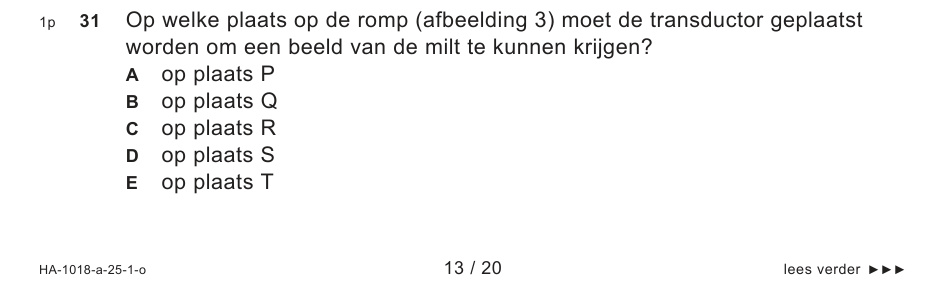 1p 31 Op welke plaats op de romp (afbeelding 3) moet de transductor geplaatst
worden om een beeld van de milt te kunnen krijgen?
A op plaats P
B op plaats Q
C op plaats R
D op plaats S
E op plaats T
HA-1018-a-25-1-o 13 / 20 lees verder ►►►